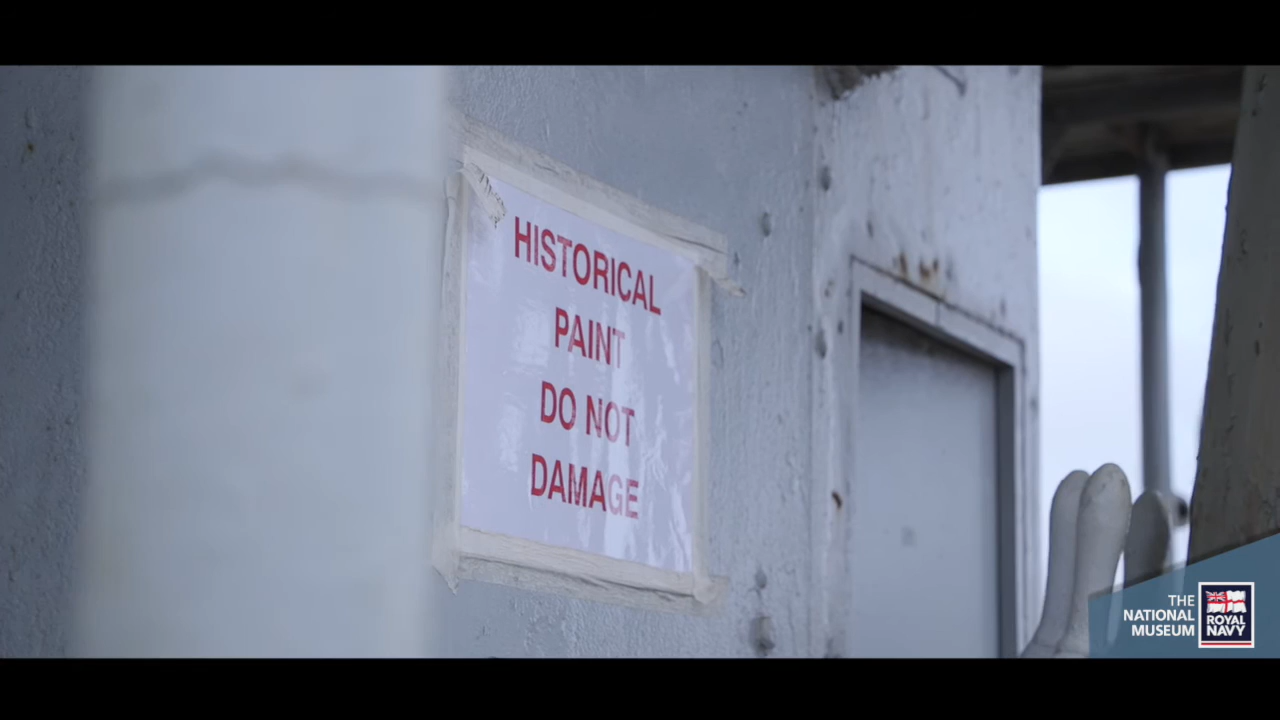 HISTORICAL
PAINT
DO NOT
DAMAGE
THE
NATIONAL
MUSEUM
ROYAL
NAVY